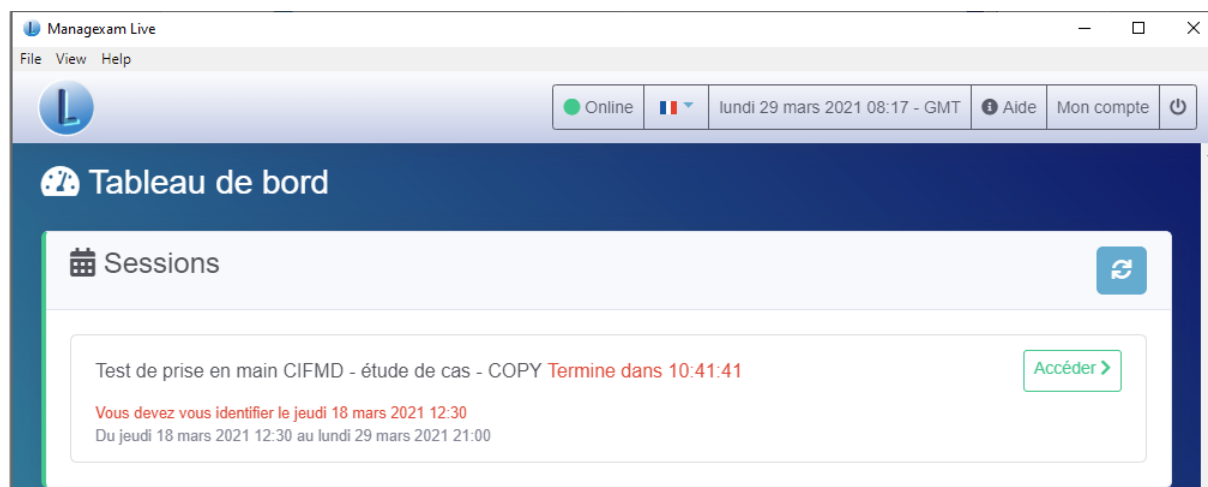 Managexam Live
File View Help
L
Online
lundi 29 mars 2021 08:17 - GMT
Aide
Mon compte
Tableau de bord
Sessions
Test de prise en main CIFMD - étude de cas - COPY Termine dans 10:41:41
Accéder
Vous devez vous identifier le jeudi 18 mars 2021 12:30
Du jeudi 18 mars 2021 12:30 au lundi 29 mars 2021 21:00